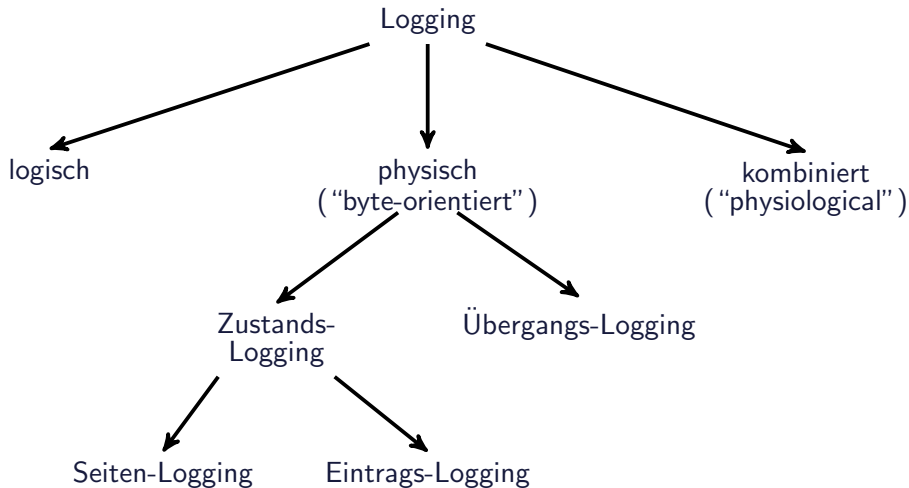 Logging
logisch
physisch
(“byte-orientiert”)
kombiniert
(“physiological”)
Zustands-
Logging
Übergangs-Logging
Seiten-Logging
Eintrags-Logging